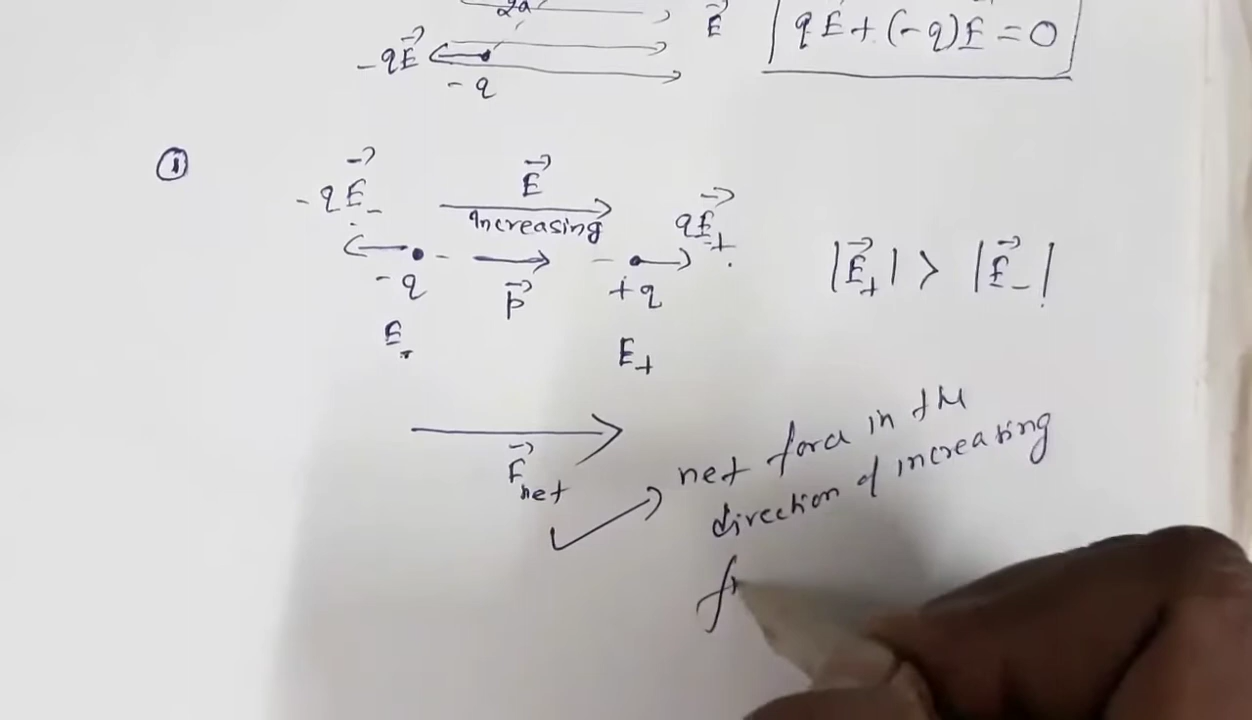 2a
E⃗
qE + (-q)E = 0
-qE⃗
-q
①
-qE⃗₋
E⃗
increasing
qE⃗₊
-q
p⃗
+q
|E⃗₊| > |E⃗₋|
E₋
E₊
F⃗net
net force in the
direction of increasing